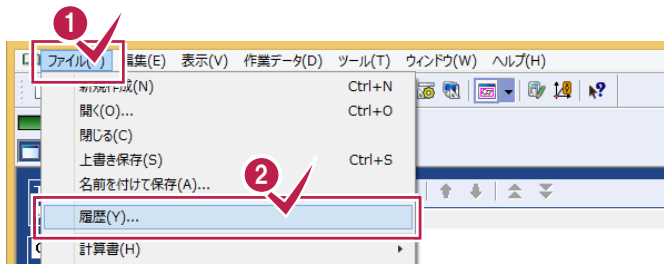 1
ファイル 編集(E) 表示(V) 作業データ(D) ツール(T) ウィンドウ(W) ヘルプ(H)
新規作成(N) Ctrl+N
開く(O)... Ctrl+O
閉じる(C)
上書き保存(S) Ctrl+S
名前を付けて保存(A)...
2
履歴(Y)...
計算書(H)